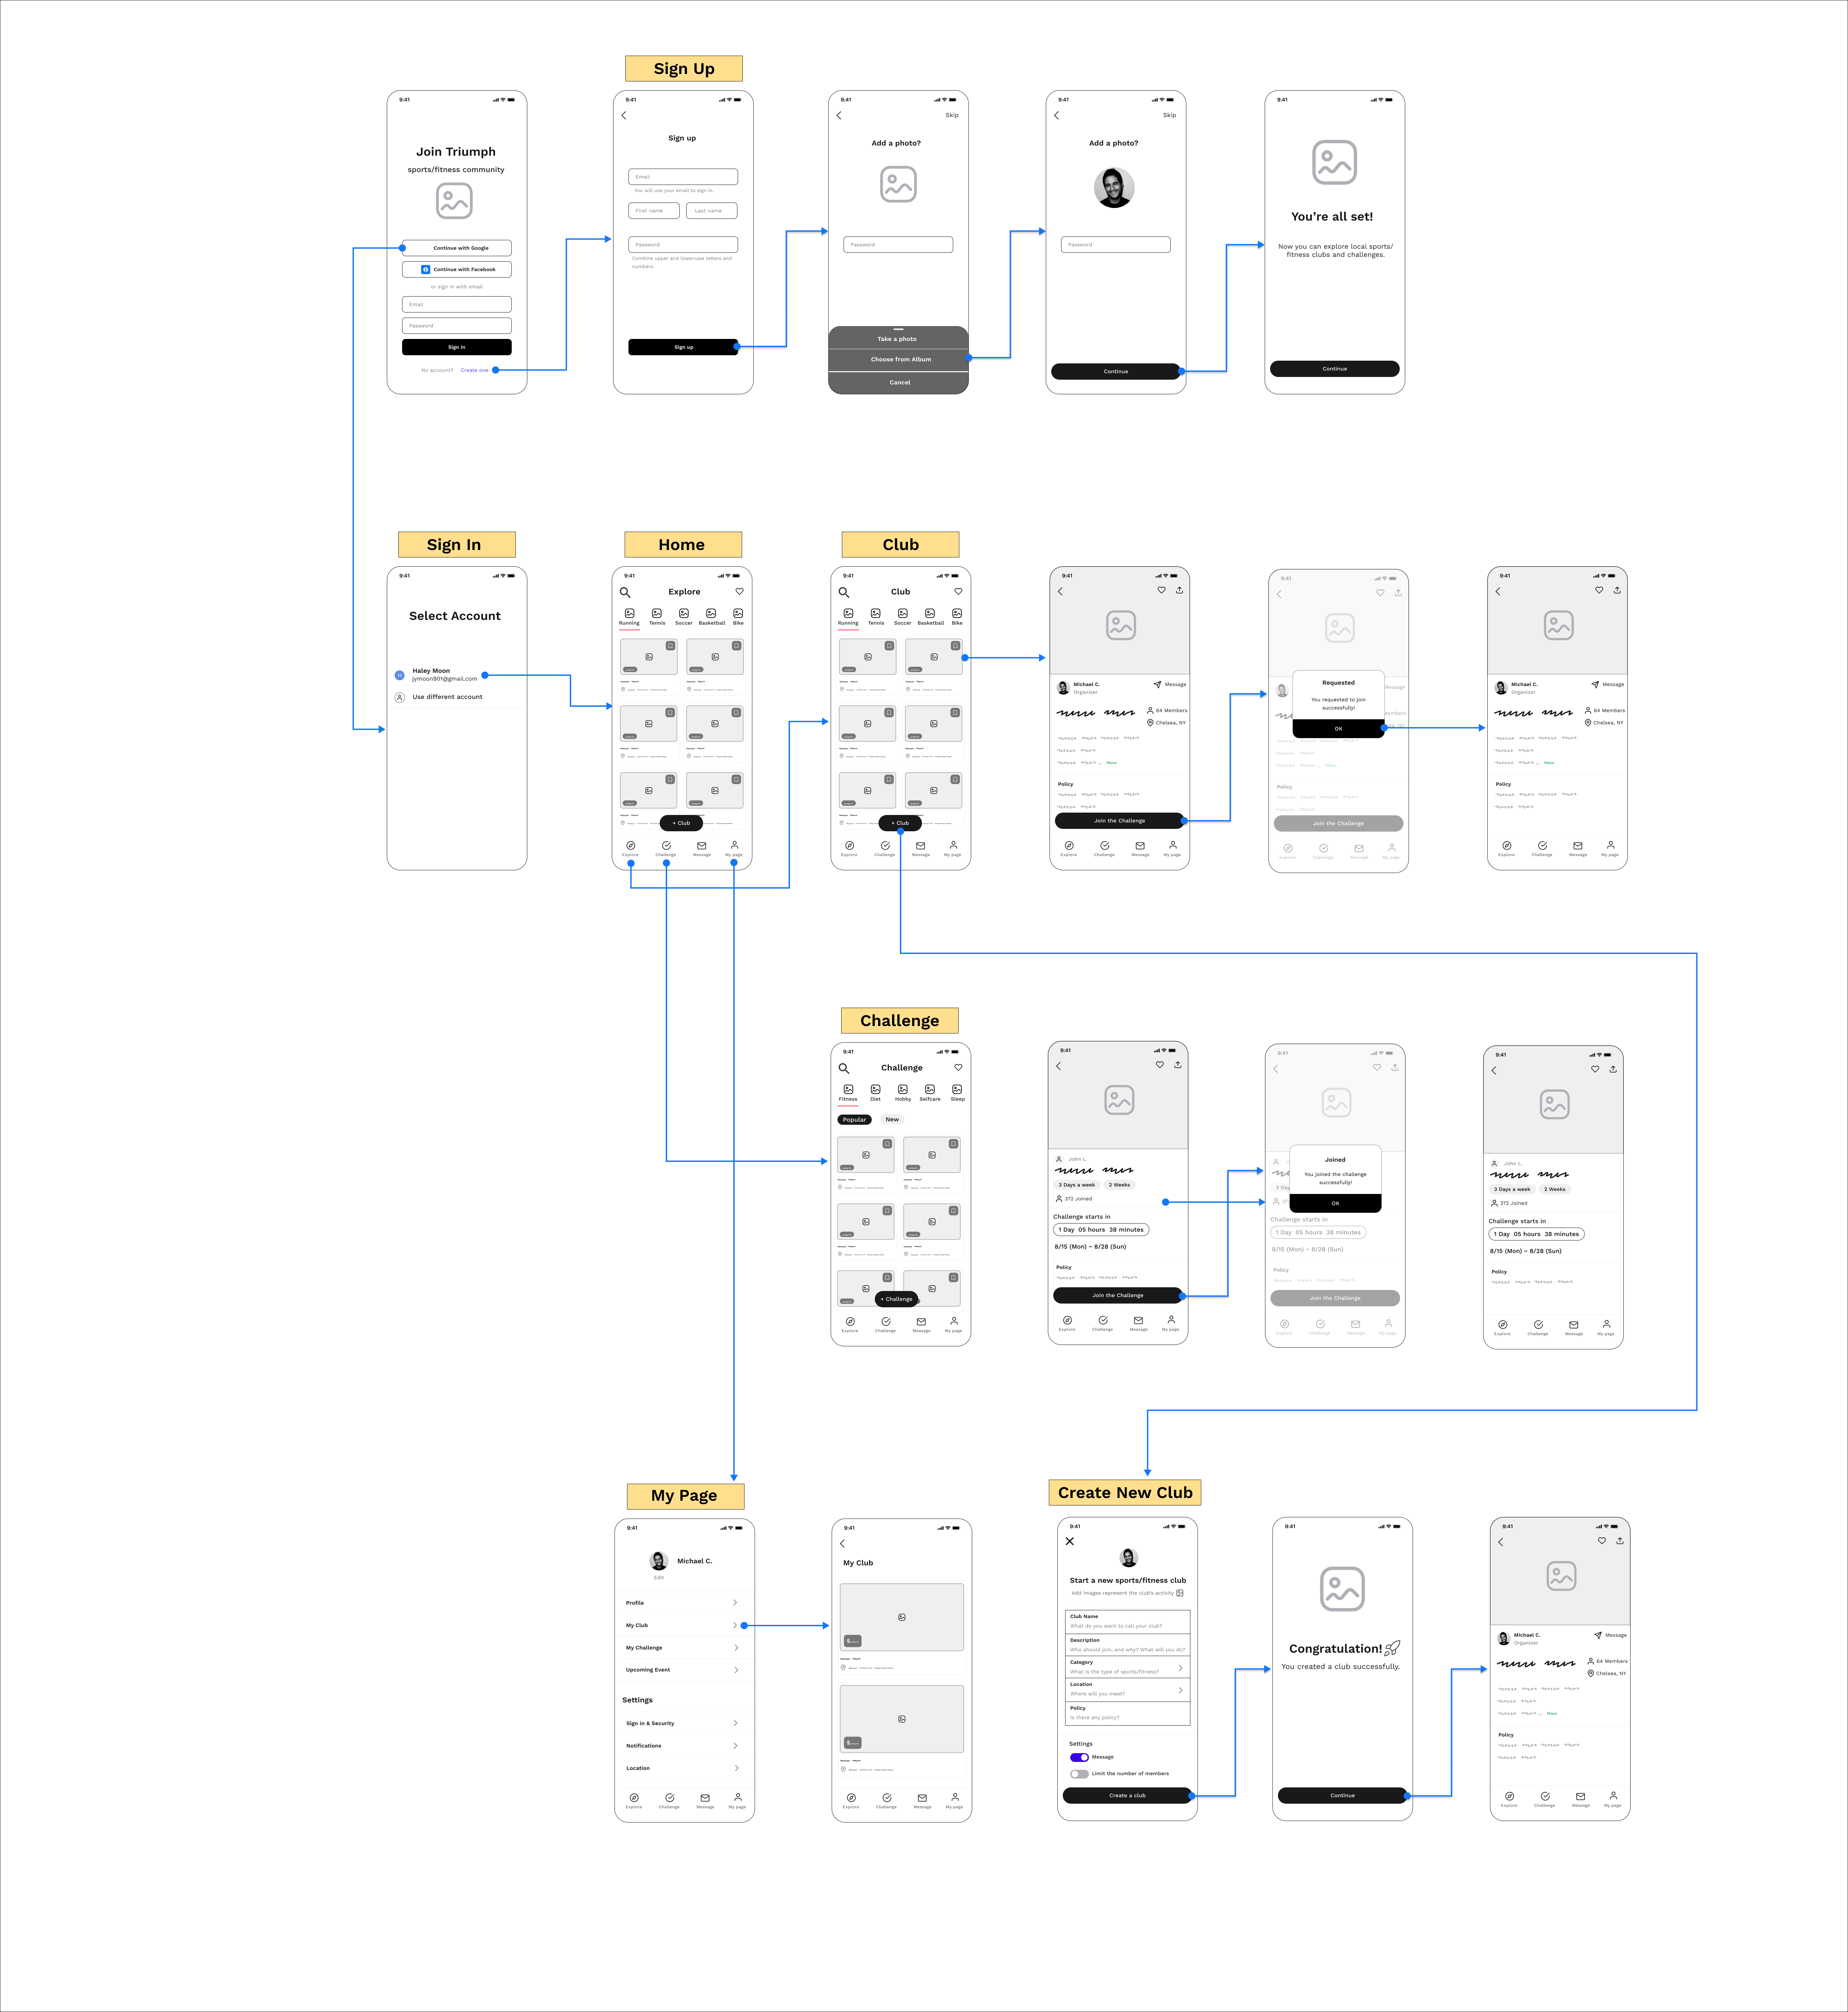 Sign Up
9:41
Join Triumph
sports/fitness community
Continue with Google
Continue with Facebook
or sign in with email
Email
Password
Sign in
No account? Create one
9:41
Sign up
Email
You will use your email to sign in.
First name Last name
Password
Combine upper and lowercase letters and
numbers.
Sign up
9:41
Skip
Add a photo?
Password
Take a photo
Choose from Album
Cancel
9:41
Skip
Add a photo?
Password
Continue
You're all set!
Now you can explore local sports/
fitness clubs and challenges.
Continue
Sign In
9:41
Select Account
H
Haley Moon
jymoon901@gmail.com
Use different account
Home
9:41
Explore
Running Tennis Soccer Basketball Bike
+ Club
Explore Challenge Message My page
Club
9:41
Club
Running Tennis Soccer Basketball Bike
+ Club
Explore Challenge Message My page
9:41
Michael C.
Organizer
Message
64 Members
Chelsea, NY
... More
Policy
Join the Challenge
Explore Challenge Message My page
9:41
Requested
You requested to join
successfully!
OK
Message
Members
... More
Policy
Join the Challenge
Explore Challenge Message My page
9:41
Michael C.
Organizer
Message
64 Members
Chelsea, NY
... More
Policy
Explore Challenge Message My page
Challenge
9:41
Challenge
Fitness Diet Hobby Selfcare Sleep
Popular New
+ Challenge
Explore Challenge Message My page
9:41
John L.
3 Days a week 2 Weeks
372 Joined
Challenge starts in
1 Day 05 hours 38 minutes
8/15 (Mon) ~ 8/28 (Sun)
Policy
Join the Challenge
Explore Challenge Message My page
9:41
Joined
You joined the challenge
successfully!
OK
3 Day
37
Challenge starts in
1 Day 05 hours 38 minutes
8/15 (Mon) ~ 8/28 (Sun)
Policy
Join the Challenge
Explore Challenge Message My page
9:41
John L.
3 Days a week 2 Weeks
372 Joined
Challenge starts in
1 Day 05 hours 38 minutes
8/15 (Mon) ~ 8/28 (Sun)
Policy
Explore Challenge Message My page
My Page
9:41
Michael C.
Edit
Profile
My Club
My Challenge
Upcoming Event
Settings
Sign in & Security
Notifications
Location
Explore Challenge Message My page
9:41
My Club
$
$
Explore Challenge Message My page
Create New Club
9:41
Start a new sports/fitness club
Add images represent the club's activity
Club Name
What do you want to call your club?
Description
Who should join, and why? What will you do?
Category
What is the type of sports/fitness?
Location
Where will you meet?
Policy
Is there any policy?
Settings
Message
Limit the number of members
Create a club
9:41
Congratulation!
You created a club successfully.
Continue
9:41
Michael C.
Organizer
Message
64 Members
Chelsea, NY
... More
Policy
Explore Challenge Message My page